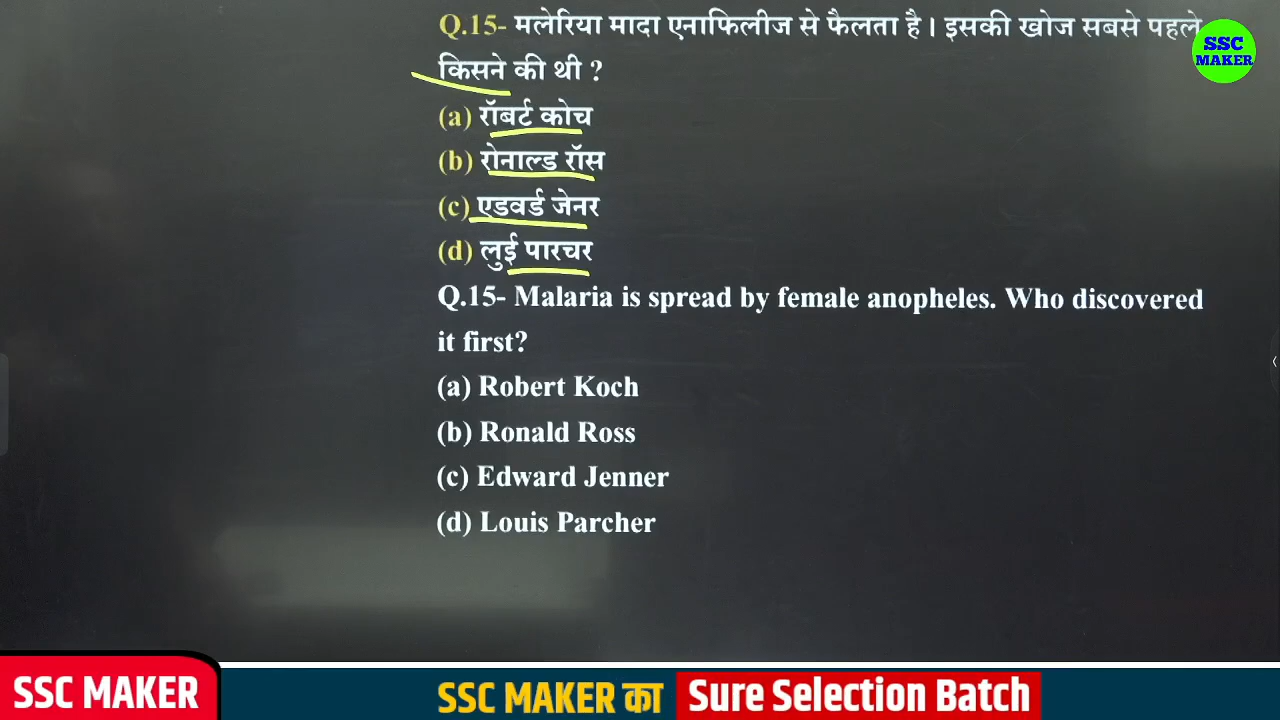 Q.15- मलेरिया मादा एनाफिलीज से फैलता है। इसकी खोज सबसे पहले
किसने की थी ?
(a) रॉबर्ट कोच
(b) रोनाल्ड रॉस
(c) एडवर्ड जेनर
(d) लुई पारचर
Q.15- Malaria is spread by female anopheles. Who discovered
it first?
(a) Robert Koch
(b) Ronald Ross
(c) Edward Jenner
(d) Louis Parcher
SSC
MAKER
SSC MAKER
SSC MAKER का Sure Selection Batch